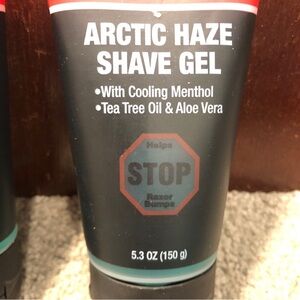 ARCTIC HAZE
SHAVE GEL
•With Cooling Menthol
•Tea Tree Oil & Aloe Vera
Helps
STOP
Razor
Bumps
5.3 OZ (150 g)